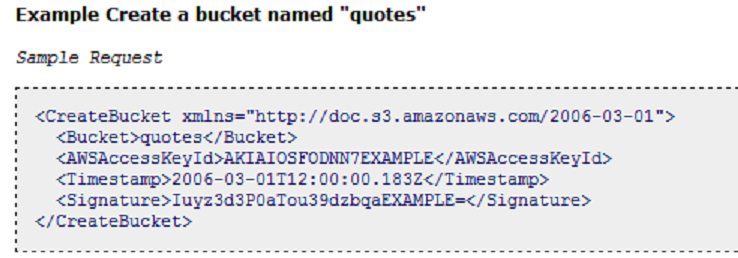 Example Create a bucket named "quotes"
Sample Request
<CreateBucket xmlns="http://doc.s3.amazonaws.com/2006-03-01">
<Bucket>quotes</Bucket>
<AWSAccessKeyId>AKIAIOSFODNN7EXAMPLE</AWSAccessKeyId>
<Timestamp>2006-03-01T12:00:00.183Z</Timestamp>
<Signature>Iuyz3d3P0aTou39dzbqaEXAMPLE=</Signature>
</CreateBucket>